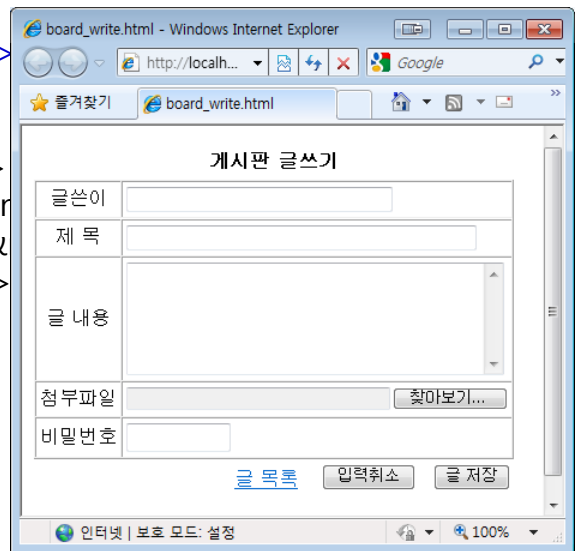 board_write.html - Windows Internet Explorer
http://localh...
Google
즐겨찾기
board_write.html
게시판 글쓰기
글쓴이
제 목
글 내용
첨부파일
찾아보기...
비밀번호
글 목록 입력취소 글 저장
인터넷 | 보호 모드: 설정
100%